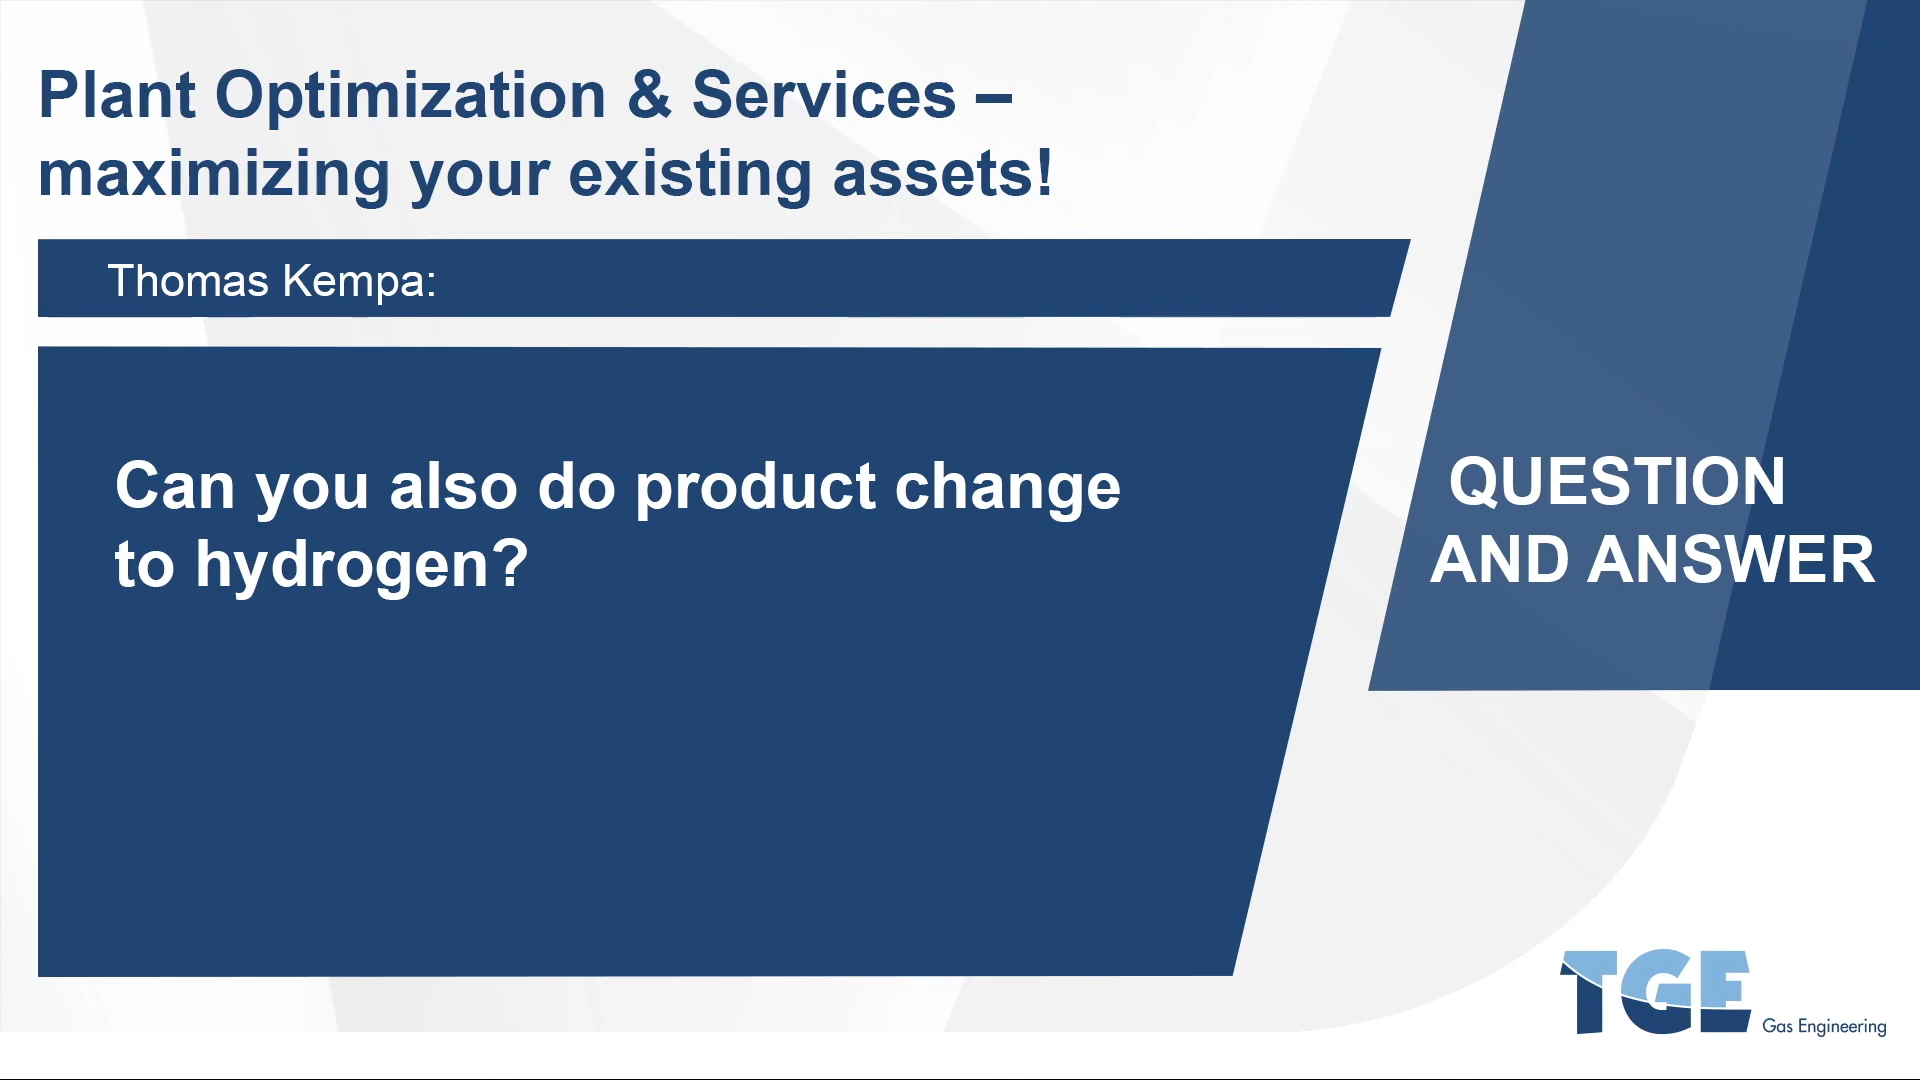 Plant Optimization & Services –
maximizing your existing assets!
Thomas Kempa:
Can you also do product change
to hydrogen?
QUESTION
AND ANSWER
TGE
Gas Engineering